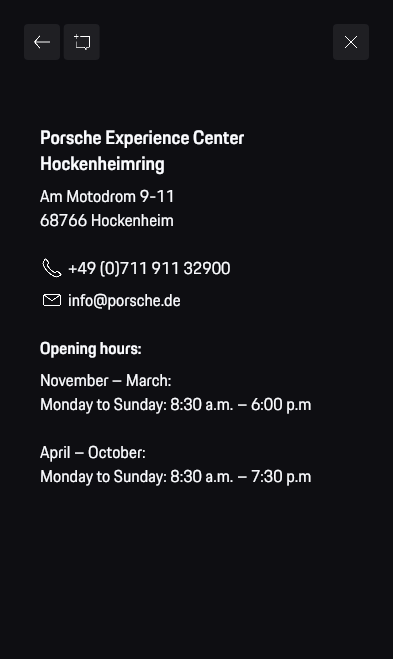 Porsche Experience Center
Hockenheimring
Am Motodrom 9-11
68766 Hockenheim
+49 (0)711 911 32900
info@porsche.de
Opening hours:
November – March:
Monday to Sunday: 8:30 a.m. – 6:00 p.m
April – October:
Monday to Sunday: 8:30 a.m. – 7:30 p.m